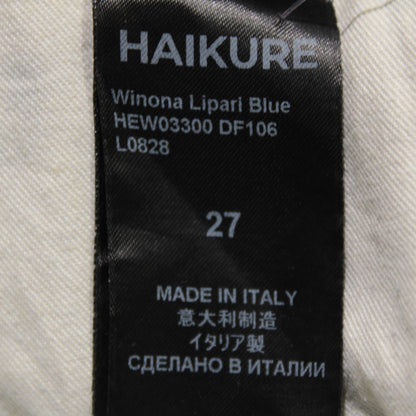 HAIKURE
Winona Lipari Blue
HEW03300 DF106
L0828
27
MADE IN ITALY
意大利制造
イタリア製
СДЕЛАНО В ИТАЛИИ